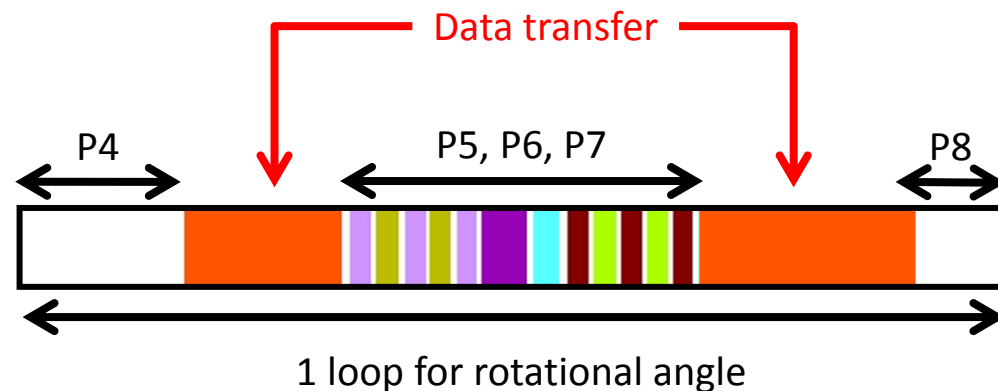 Data transfer
P4
P5, P6, P7
P8
1 loop for rotational angle